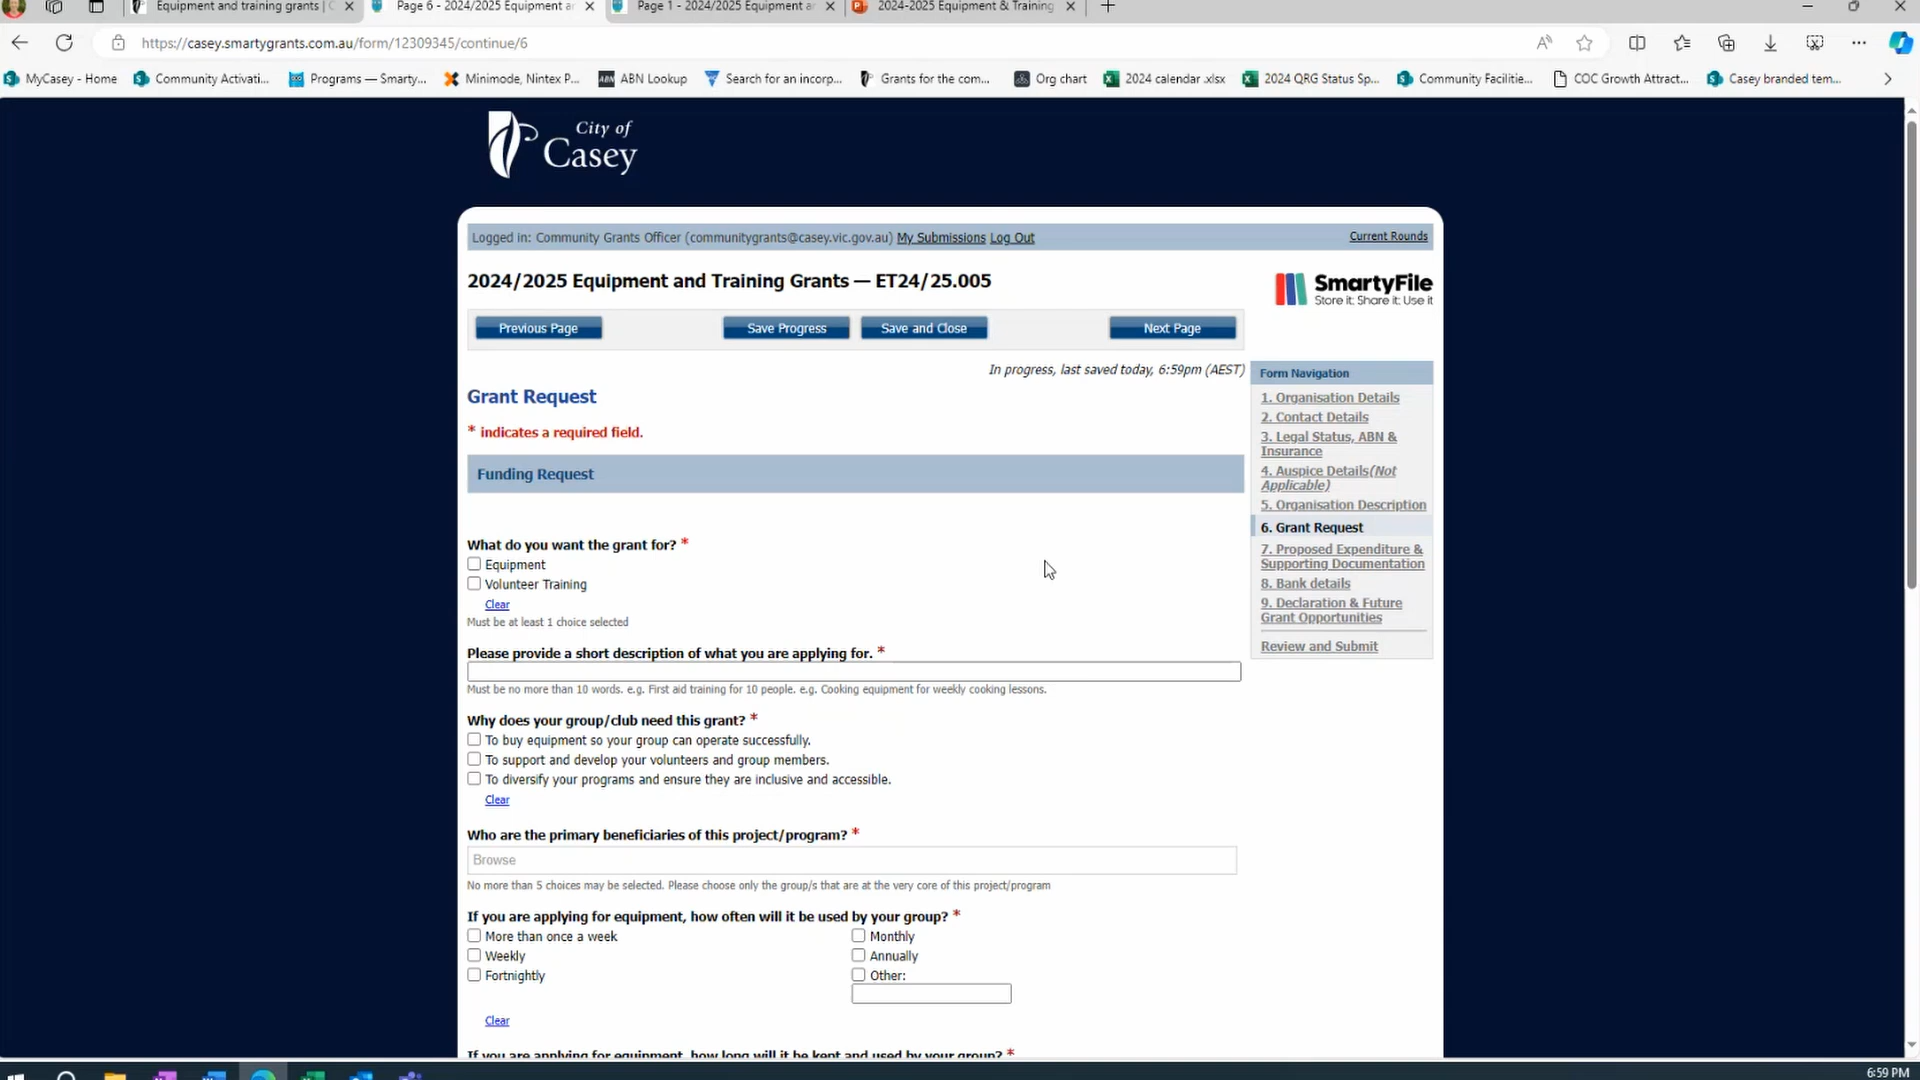 Equipment and training grants | C
Page 6 - 2024/2025 Equipment a
Page 1 - 2024/2025 Equipment a
2024-2025 Equipment & Training
https://casey.smartygrants.com.au/form/12309345/continue/6
MyCasey - Home
Community Activati...
Programs — Smarty...
Minimode, Nintex P...
ABN Lookup
Search for an incorp...
Grants for the com...
Org chart
2024 calendar .xlsx
2024 QRG Status Sp...
Community Facilitie...
COC Growth Attract...
Casey branded tem...
City of
Casey
Logged in: Community Grants Officer (communitygrants@casey.vic.gov.au) My Submissions Log Out
Current Rounds
2024/2025 Equipment and Training Grants — ET24/25.005
SmartyFile
Store it: Share it: Use it
Previous Page
Save Progress
Save and Close
Next Page
In progress, last saved today, 6:59pm (AEST)
Grant Request
* indicates a required field.
Funding Request
What do you want the grant for? *
Equipment
Volunteer Training
Clear
Must be at least 1 choice selected
Please provide a short description of what you are applying for. *
Must be no more than 10 words. e.g. First aid training for 10 people. e.g. Cooking equipment for weekly cooking lessons.
Why does your group/club need this grant? *
To buy equipment so your group can operate successfully.
To support and develop your volunteers and group members.
To diversify your programs and ensure they are inclusive and accessible.
Clear
Who are the primary beneficiaries of this project/program? *
Browse
No more than 5 choices may be selected. Please choose only the group/s that are at the very core of this project/program
If you are applying for equipment, how often will it be used by your group? *
More than once a week
Monthly
Weekly
Annually
Fortnightly
Other:
Clear
If you are applying for equipment, how long will it be kept and used by your group? *
Form Navigation
1. Organisation Details
2. Contact Details
3. Legal Status, ABN &
Insurance
4. Auspice Details(Not
Applicable)
5. Organisation Description
6. Grant Request
7. Proposed Expenditure &
Supporting Documentation
8. Bank details
9. Declaration & Future
Grant Opportunities
Review and Submit
6:59 PM